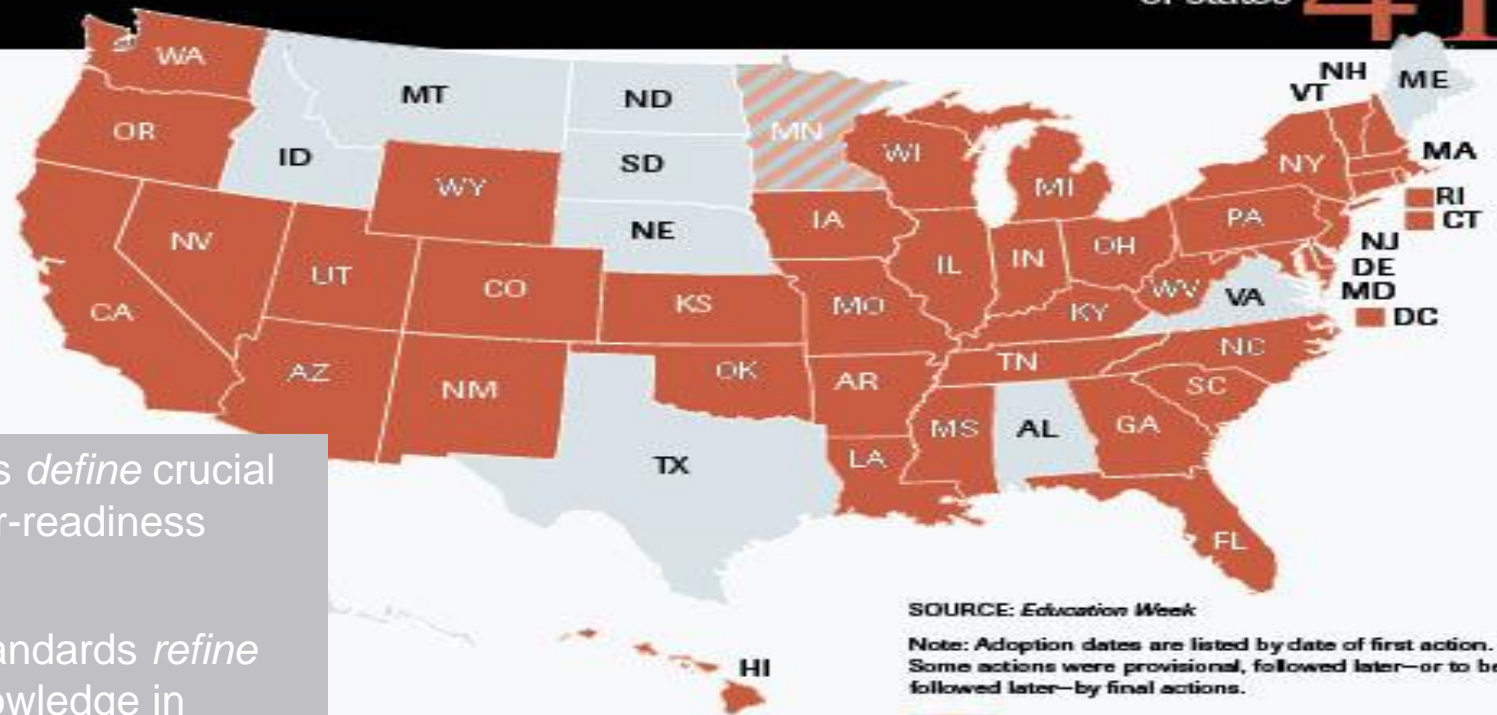 of states 41
WA
MT
ND
MN
NH
VT
ME
OR
ID
SD
WI
NY
MA
WY
MI
RI
CT
NE
IA
PA
NV
NJ
UT
CO
IL
IN
OH
DE
CA
KS
MO
WV
VA
MD
KY
DC
AZ
NM
OK
AR
TN
NC
SC
MS
AL
GA
TX
LA
FL
s define crucial
r-readiness
andards refine
owledge in
HI
SOURCE: Education Week
Note: Adoption dates are listed by date of first action.
Some actions were provisional, followed later—or to be
followed later—by final actions.